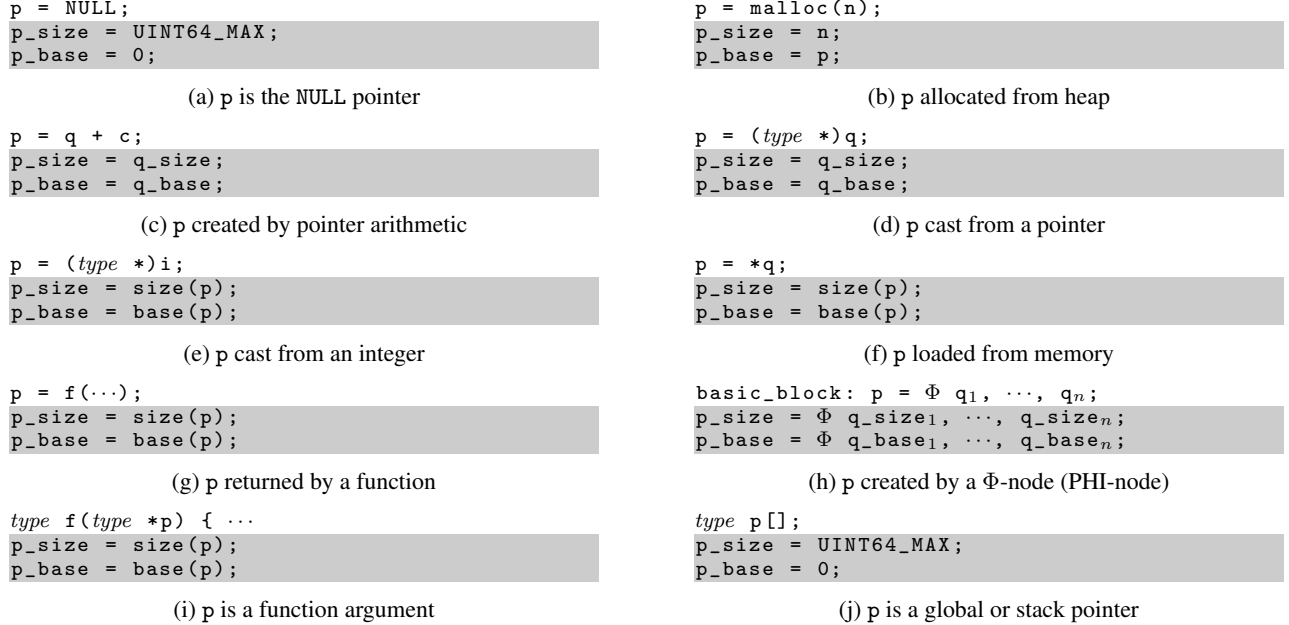 p = NULL;
p_size = UINT64_MAX;
p_base = 0;
(a) p is the NULL pointer
p = malloc(n);
p_size = n;
p_base = p;
(b) p allocated from heap
p = q + c;
p_size = q_size;
p_base = q_base;
(c) p created by pointer arithmetic
p = (type *)q;
p_size = q_size;
p_base = q_base;
(d) p cast from a pointer
p = (type *)i;
p_size = size(p);
p_base = base(p);
(e) p cast from an integer
p = *q;
p_size = size(p);
p_base = base(p);
(f) p loaded from memory
p = f(···);
p_size = size(p);
p_base = base(p);
(g) p returned by a function
basic_block: p = Φ q₁, ···, qₙ;
p_size = Φ q_size₁, ···, q_sizeₙ;
p_base = Φ q_base₁, ···, q_baseₙ;
(h) p created by a Φ-node (PHI-node)
type f(type *p) { ···
p_size = size(p);
p_base = base(p);
(i) p is a function argument
type p[];
p_size = UINT64_MAX;
p_base = 0;
(j) p is a global or stack pointer